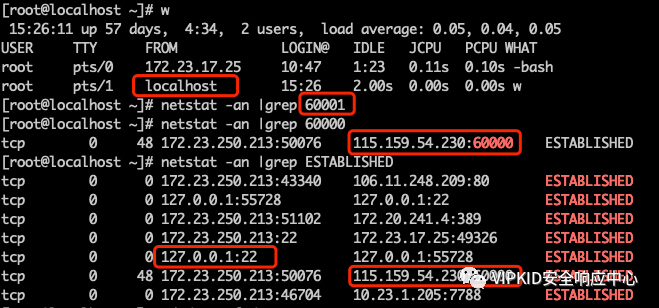 [root@localhost ~]# w
 15:26:11 up 57 days,  4:34,  2 users,  load average: 0.05, 0.04, 0.05
USER     TTY      FROM             LOGIN@   IDLE   JCPU   PCPU WHAT
root     pts/0    172.23.17.25     10:47    1:23   0.11s  0.10s -bash
root     pts/1    localhost        15:26    2.00s  0.00s  0.00s w
[root@localhost ~]# netstat -an |grep 60001
[root@localhost ~]# netstat -an |grep 60000
tcp        0     48 172.23.250.213:50076    115.159.54.230:60000    ESTABLISHED
[root@localhost ~]# netstat -an |grep ESTABLISHED
tcp        0      0 172.23.250.213:43340    106.11.248.209:80       ESTABLISHED
tcp        0      0 127.0.0.1:55728         127.0.0.1:22            ESTABLISHED
tcp        0      0 172.23.250.213:51102    172.20.241.4:389        ESTABLISHED
tcp        0      0 172.23.250.213:22       172.23.17.25:49326      ESTABLISHED
tcp        0      0 127.0.0.1:22            127.0.0.1:55728         ESTABLISHED
tcp        0     48 172.23.250.213:50076    115.159.54.230:60000    ESTABLISHED
tcp        0      0 172.23.250.213:46704    10.23.1.205:7788        ESTABLISHED
VIPKID安全响应中心